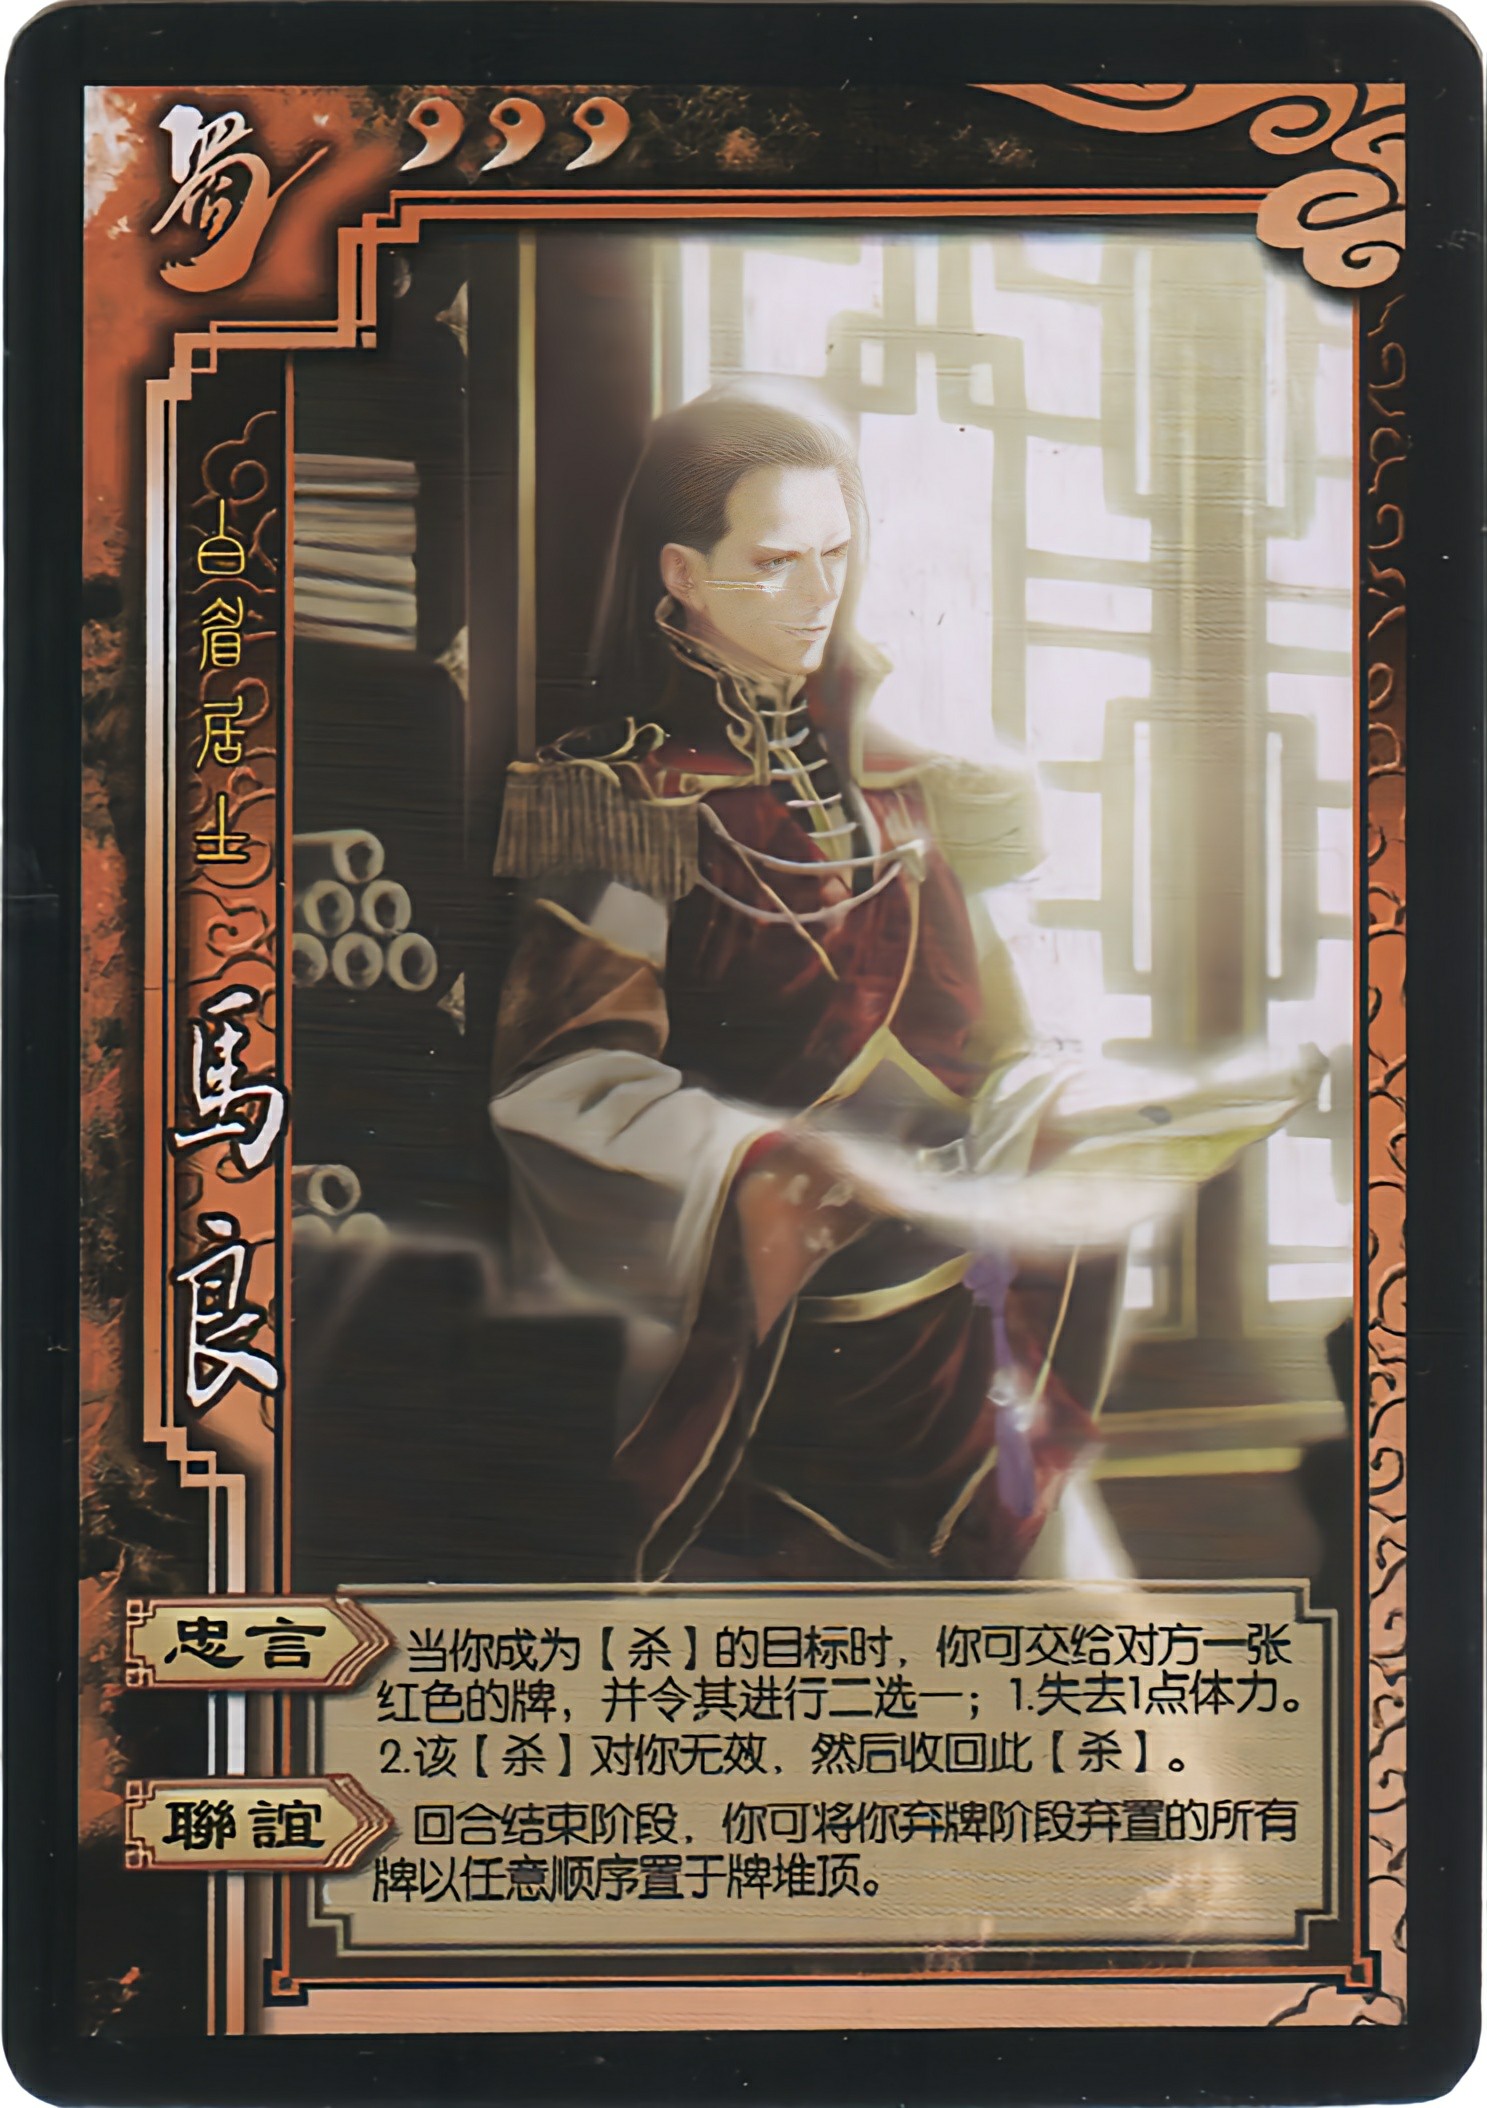 蜀
白眉居士
馬良
忠言
当你成为【杀】的目标时，你可交给对方一张
红色的牌，并令其进行二选一；1.失去1点体力。
2.该【杀】对你无效，然后收回此【杀】。
聯誼
回合结束阶段，你可将你弃牌阶段弃置的所有
牌以任意顺序置于牌堆顶。